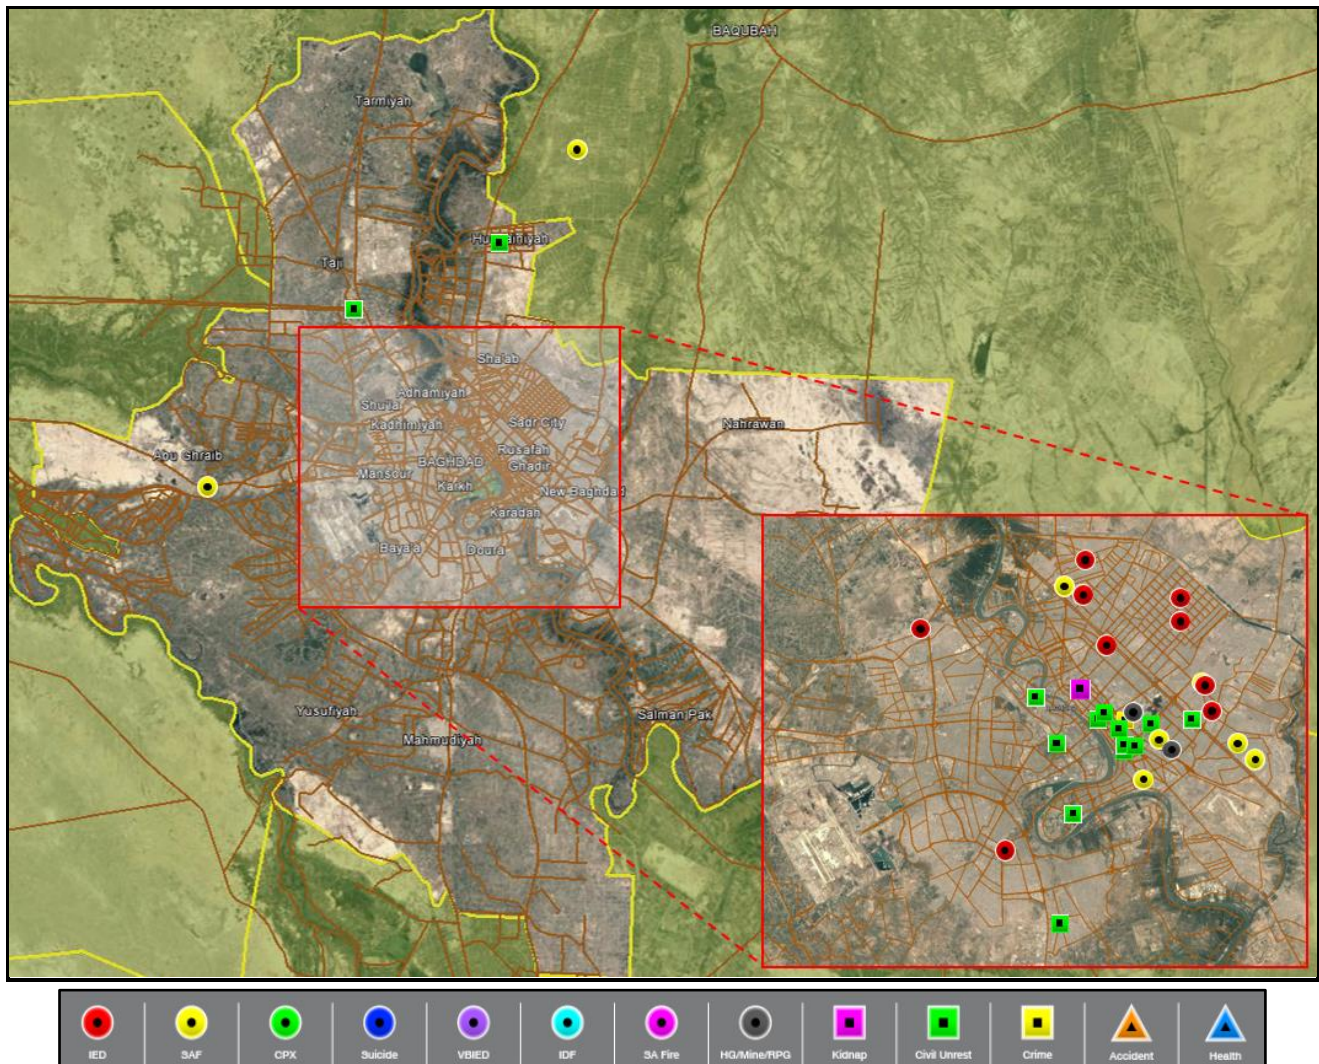 BAQUBAH
Tarmiyah
Taji
Sha'ab
Adhamiyah
Shu'la
Kadhimiyah
Sadr City
Nahrawan
Rusafah
Abu Ghraib
BAGHDAD
Ghadir
Mansour
Karkh
New Baghdad
Karadah
Baya'a
Doura
Yusufiyah
Salman Pak
Mahmudiyah
IED
SAF
CPX
Suicide
VBIED
IDF
SA Fire
HG/Mine/RPG
Kidnap
Civil Unrest
Crime
Accident
Health